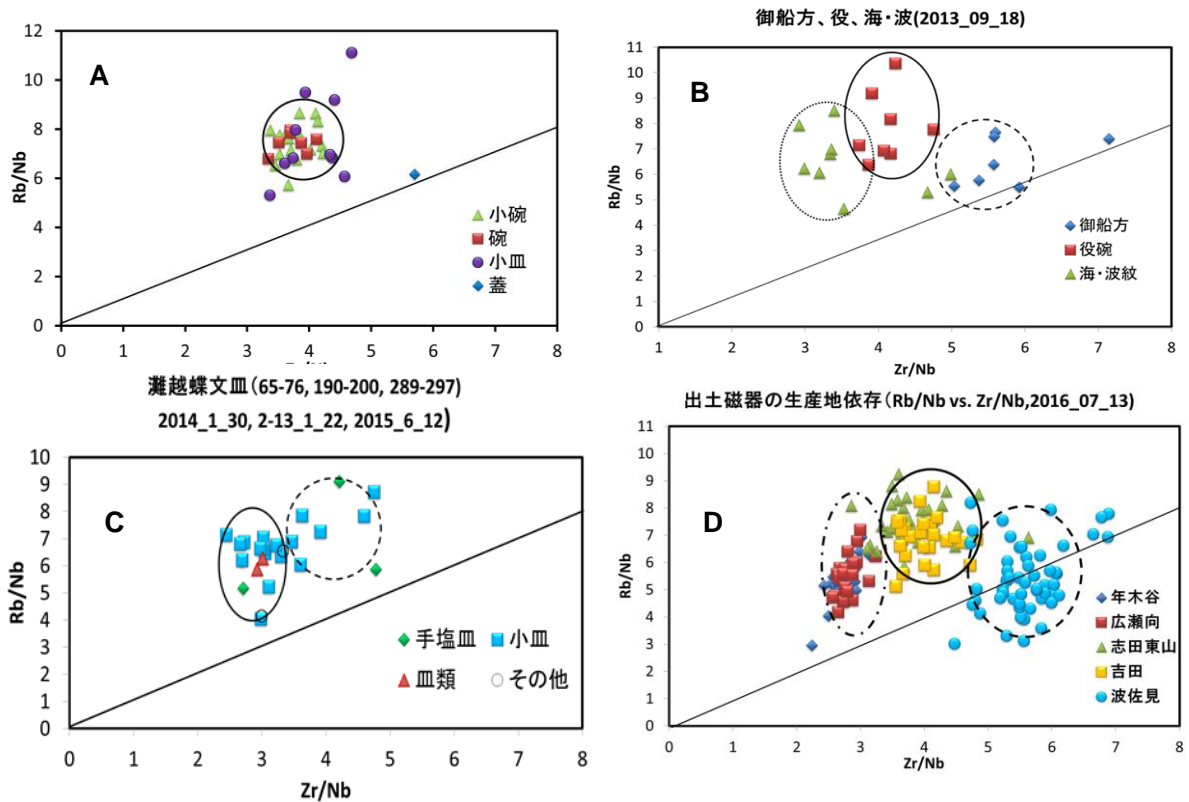 A
12
10
8
6
4
2
0
0 1 2 3 4 5 6 7 8
Rb/Nb
小碗
碗
小皿
蓋
御船方、役、海・波(2013_09_18)
B
11
10
9
8
7
6
5
4
3
2
1
0
1 2 3 4 5 6 7 8
Rb/Nb
Zr/Nb
御船方
役碗
海・波紋
灘越蝶文皿(65-76, 190-200, 289-297)
2014_1_30, 2-13_1_22, 2015_6_12)
C
10
9
8
7
6
5
4
3
2
1
0
0 1 2 3 4 5 6 7 8
Rb/Nb
Zr/Nb
手塩皿 小皿
皿類 その他
出土磁器の生産地依存(Rb/Nb vs. Zr/Nb,2016_07_13)
D
11
10
9
8
7
6
5
4
3
2
1
0
0 1 2 3 4 5 6 7 8
Rb/Nb
Zr/Nb
年木谷
広瀬向
志田東山
吉田
波佐見